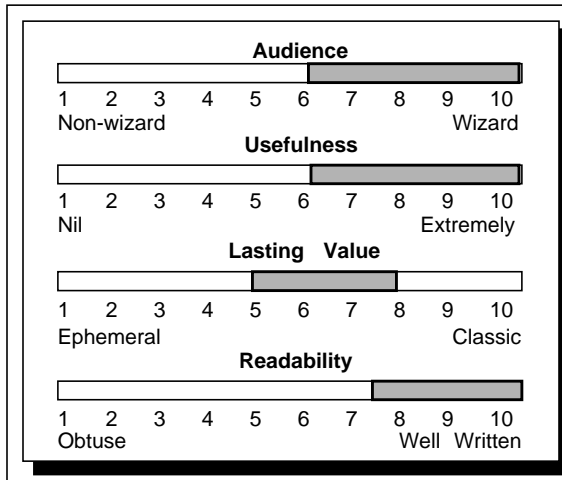 Audience
1 2 3 4 5 6 7 8 9 10
Non-wizard Wizard
Usefulness
1 2 3 4 5 6 7 8 9 10
Nil Extremely
Lasting Value
1 2 3 4 5 6 7 8 9 10
Ephemeral Classic
Readability
1 2 3 4 5 6 7 8 9 10
Obtuse Well Written